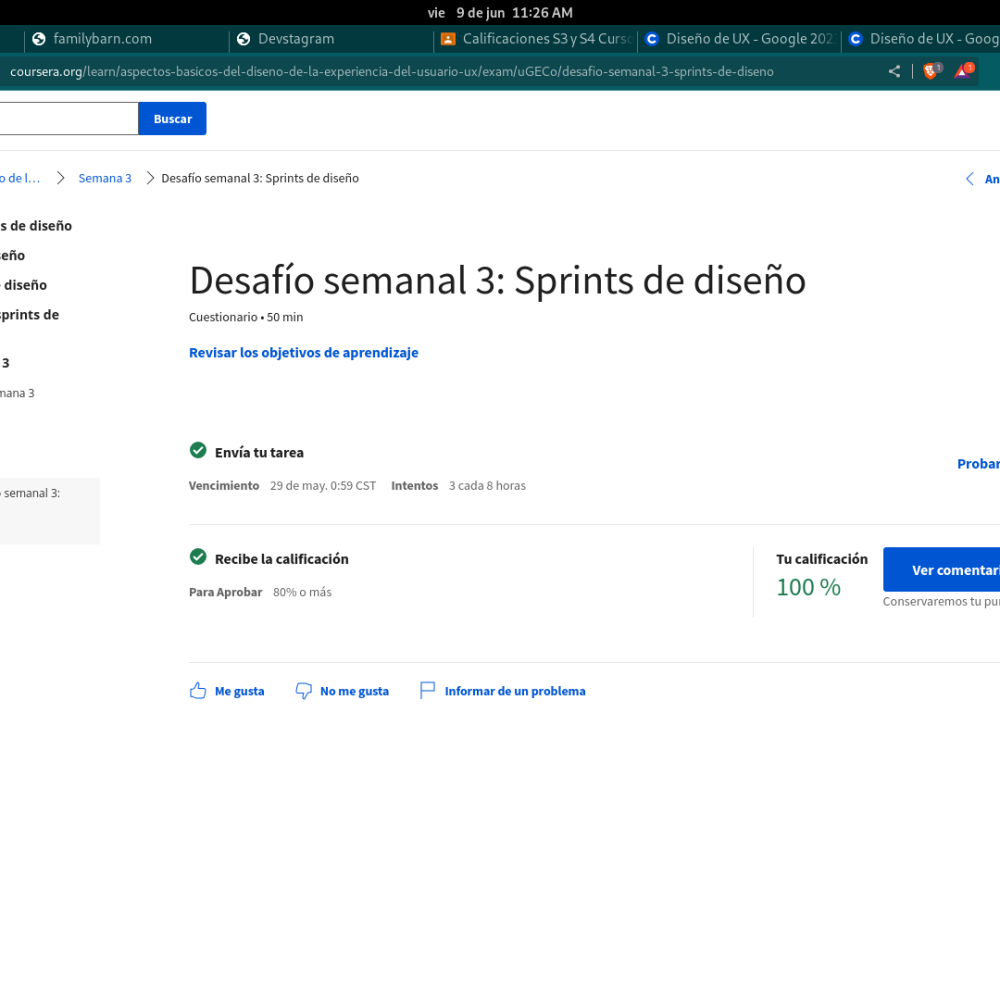 vie 9 de jun 11:26 AM
familybarn.com Devstagram Calificaciones S3 y S4 Curso Diseño de UX - Google 202 Diseño de UX - Goog
coursera.org/learn/aspectos-basicos-del-diseno-de-la-experiencia-del-usuario-ux/exam/uGECo/desafio-semanal-3-sprints-de-diseno
Buscar
o de l... Semana 3 Desafío semanal 3: Sprints de diseño An
s de diseño
eño
diseño
sprints de
3
mana 3
semanal 3:
Desafío semanal 3: Sprints de diseño
Cuestionario • 50 min
Revisar los objetivos de aprendizaje
Envía tu tarea
Vencimiento 29 de may. 0:59 CST Intentos 3 cada 8 horas
Probar
Recibe la calificación
Para Aprobar 80% o más
Tu calificación
100 %
Ver comentari
Conservaremos tu pun
Me gusta No me gusta Informar de un problema